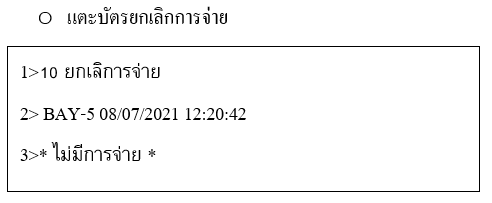 O แตะบัตรยกเลิกการจ่าย
1>10 ยกเลิการจ่าย
2> BAY-5 08/07/2021 12:20:42
3>* ไม่มีการจ่าย *